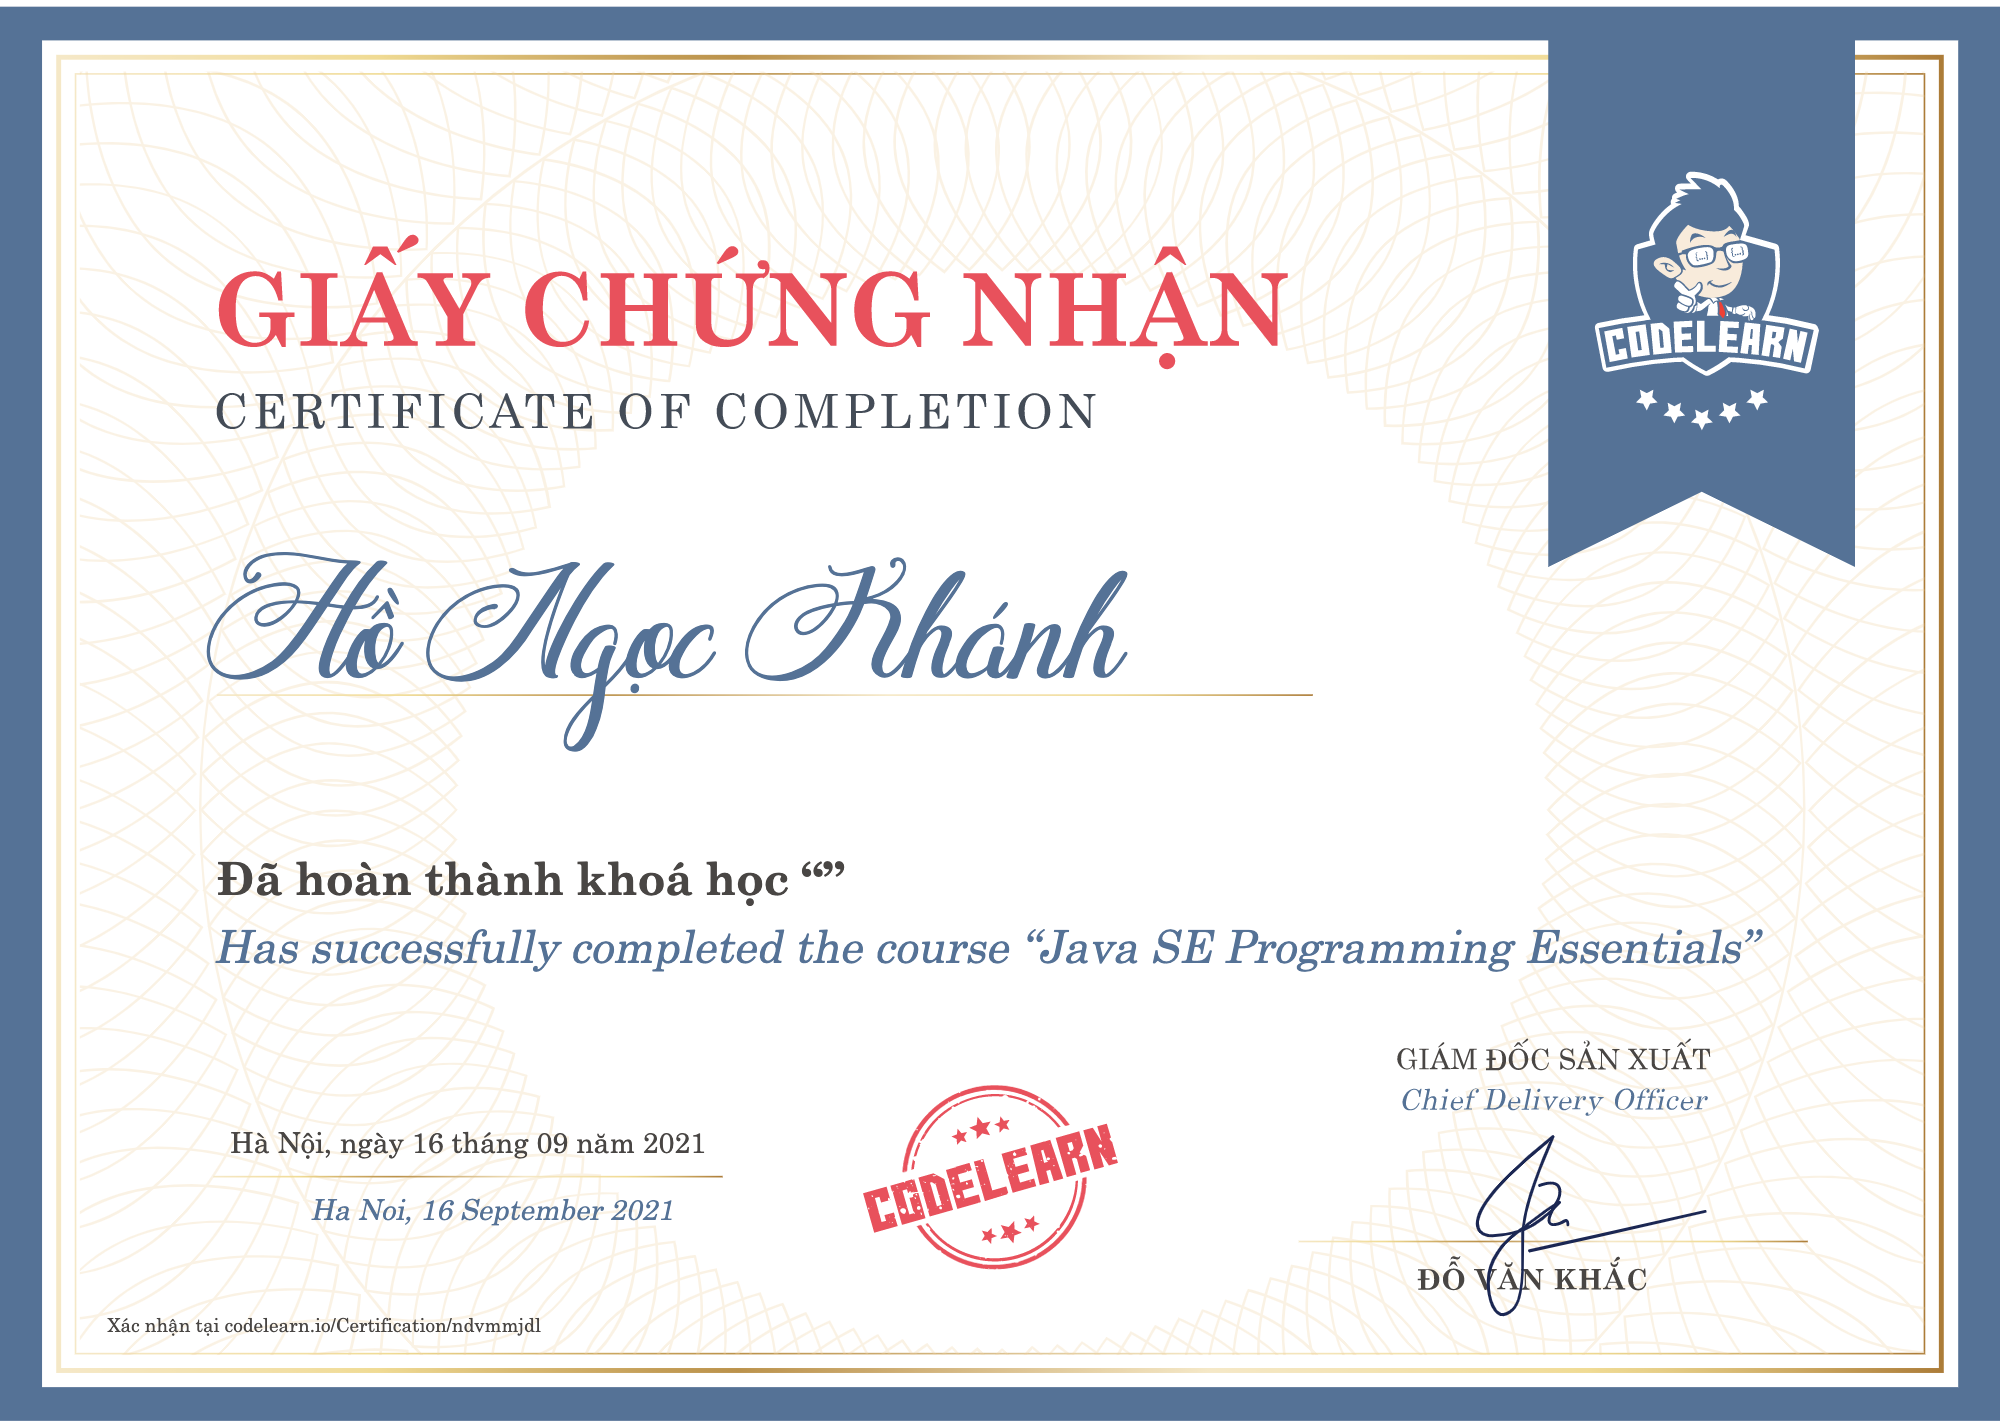 GIẤY CHỨNG NHẬN
CERTIFICATE OF COMPLETION
CODELEARN
Hồ Ngọc Khánh
Đã hoàn thành khoá học “”
Has successfully completed the course “Java SE Programming Essentials”
GIÁM ĐỐC SẢN XUẤT
Chief Delivery Officer
Hà Nội, ngày 16 tháng 09 năm 2021
Ha Noi, 16 September 2021
CODELEARN
ĐỖ VĂN KHẮC
Xác nhận tại codelearn.io/Certification/ndvmmjdl